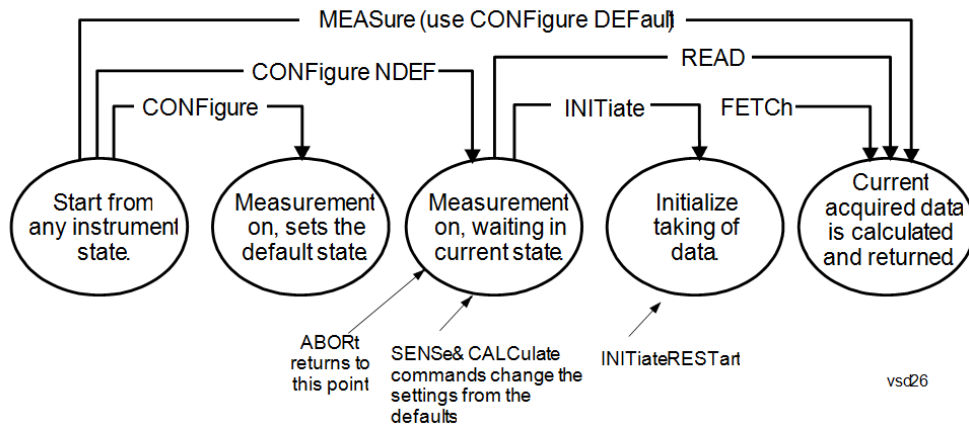 MEASure (use CONFigure DEFault)
CONFigure NDEF
READ
CONFigure
INITiate
FETCh
Start from
any instrument
state.
Measurement
on, sets the
default state.
Measurement
on, waiting in
current state.
Initialize
taking of
data.
Current
acquired data
is calculated
and returned.
ABORt
returns to
this point
SENSe& CALCulate
commands change the
settings from the
defaults
INITiateRESTart
vsd26